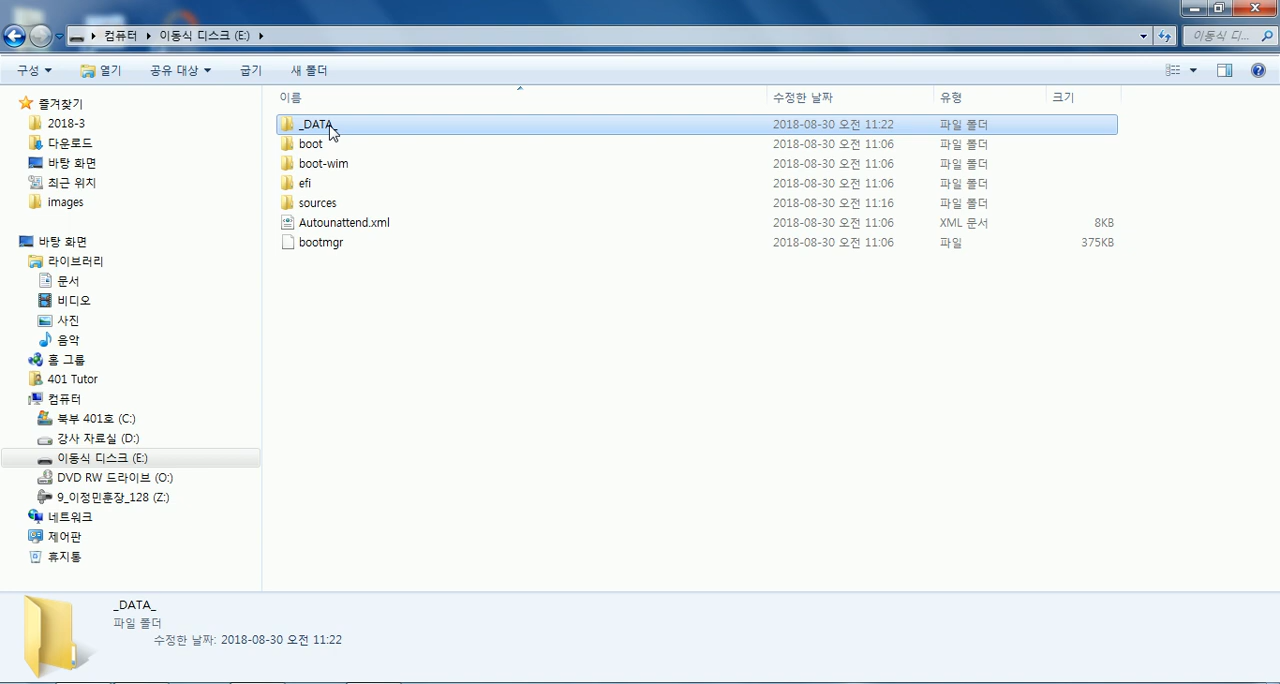 컴퓨터 이동식 디스크 (E:) 이동식 디...
구성 열기 공유 대상 굽기 새 폴더
이름 수정한 날짜 유형 크기
_DATA_ 2018-08-30 오전 11:22 파일 폴더
boot 2018-08-30 오전 11:06 파일 폴더
boot-wim 2018-08-30 오전 11:06 파일 폴더
efi 2018-08-30 오전 11:06 파일 폴더
sources 2018-08-30 오전 11:16 파일 폴더
Autounattend.xml 2018-08-30 오전 11:06 XML 문서 8KB
bootmgr 2018-08-30 오전 11:06 파일 375KB
즐겨찾기
2018-3
다운로드
바탕 화면
최근 위치
images
바탕 화면
라이브러리
문서
비디오
사진
음악
홈 그룹
401 Tutor
컴퓨터
북부 401호 (C:)
강사 자료실 (D:)
이동식 디스크 (E:)
DVD RW 드라이브 (O:)
9_이정민훈장_128 (Z:)
네트워크
제어판
휴지통
_DATA_
파일 폴더
수정한 날짜: 2018-08-30 오전 11:22